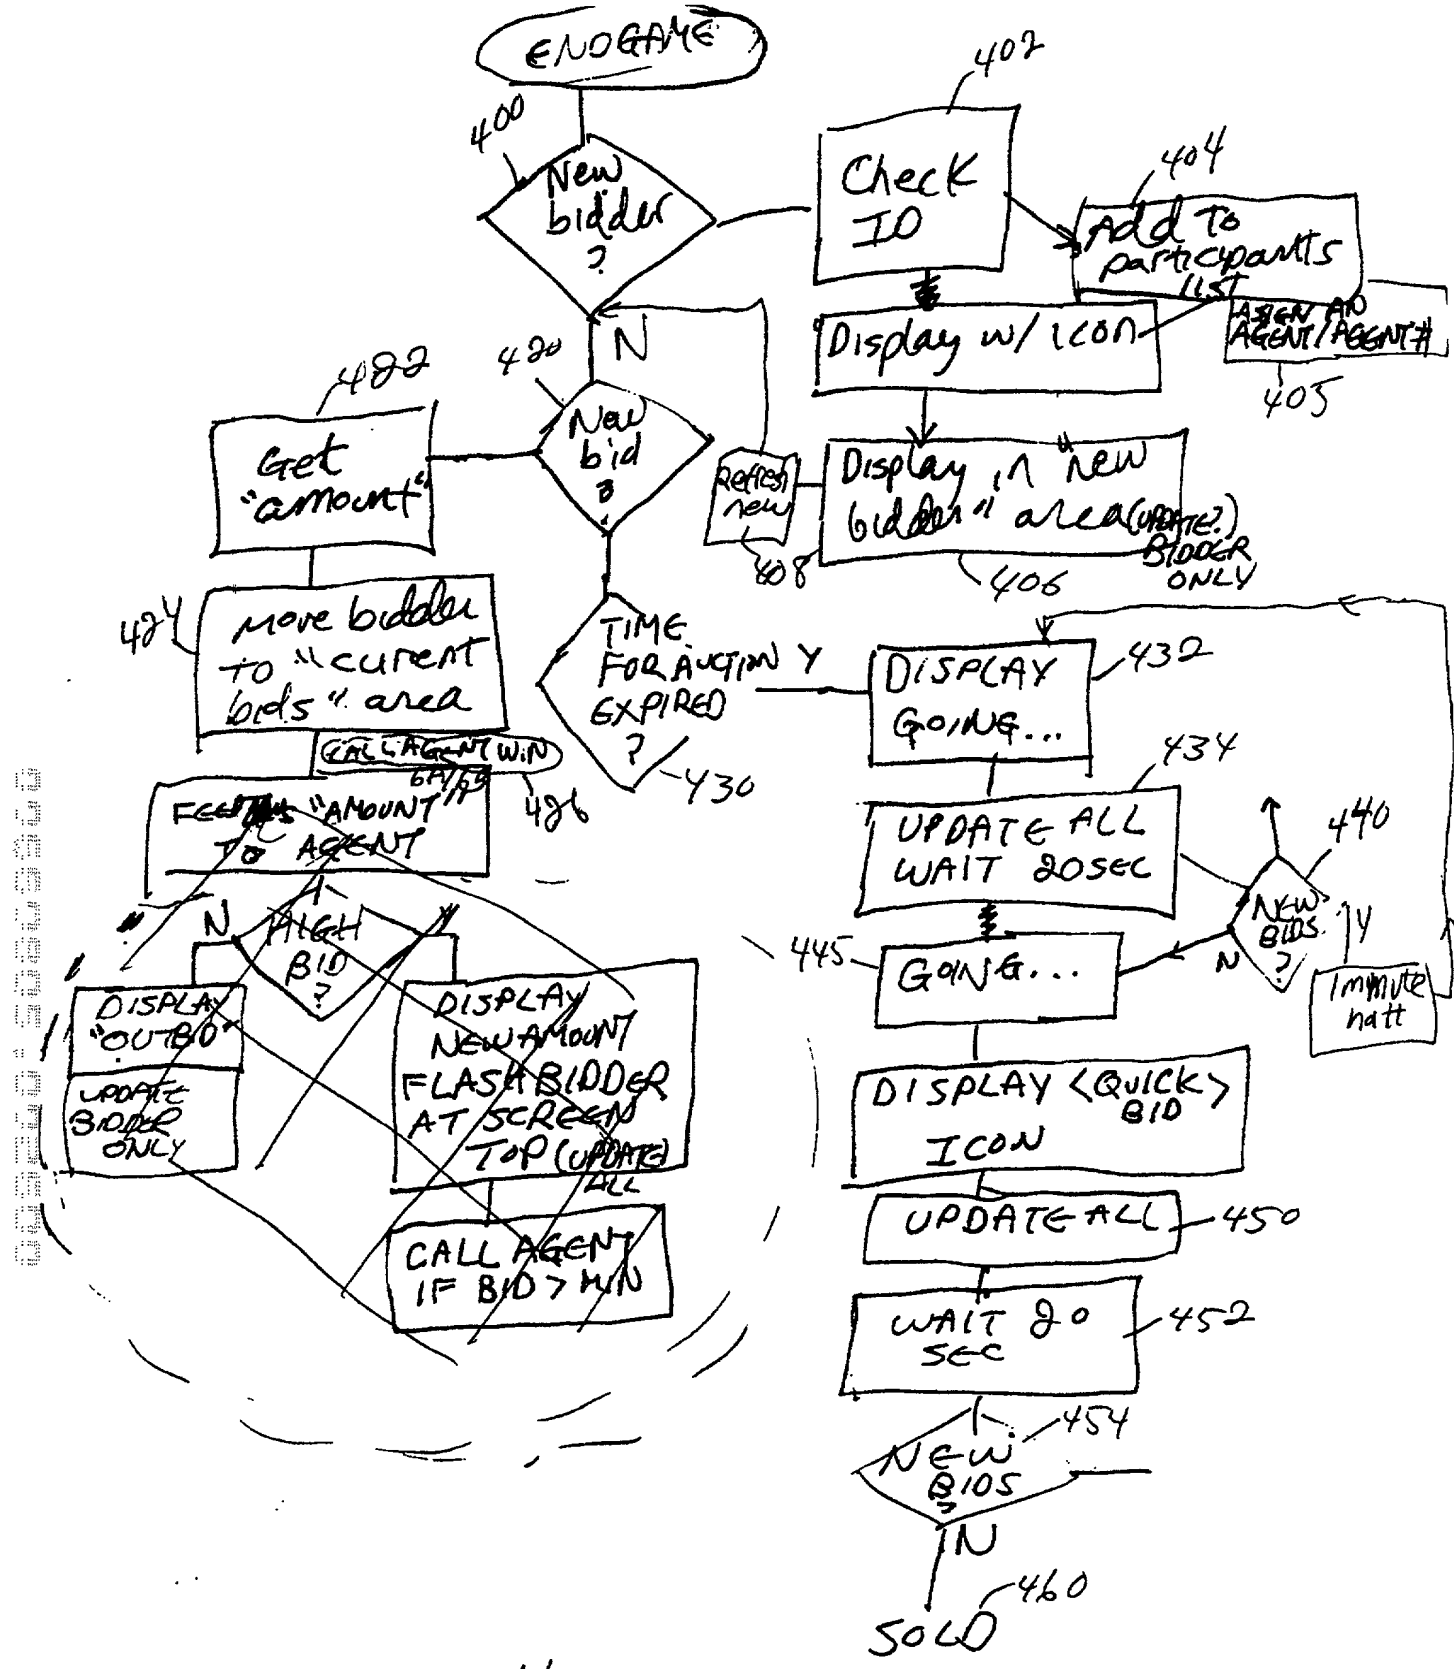 ENDGAME
400
New
bidder
?
N
402
Check
ID
404
Add to
participants
LIST
ASSIGN AN
AGENT/AGENT#
405
Display w/ icon
Display in "new
bidder" area (UPDATE?)
BIDDER
ONLY
406
Refresh
new
408
420
New
bid
?
422
Get
"amount"
424
Move bidder
TO "current
bids" area
CALL AGENT WIN
6A/6B
426
"AMOUNT"
TO AGENT
N
HIGH
BID
?
Y
DISPLAY
"OUTBID"
UPDATE
BIDDER
ONLY
DISPLAY
NEW AMOUNT
FLASH BIDDER
AT SCREEN
TOP (UPDATE)
ALL
CALL AGENT
IF BID > MIN
TIME
FOR AUCTION Y
EXPIRED
?
430
DISPLAY
GOING...
432
434
UPDATE ALL
WAIT 20 SEC
440
NEW
BIDS
?
Y
N
445
GOING...
DISPLAY <QUICK>
BID
ICON
UPDATE ALL
450
WAIT 20
SEC
452
454
NEW
BIDS
?
N
460
SOLD